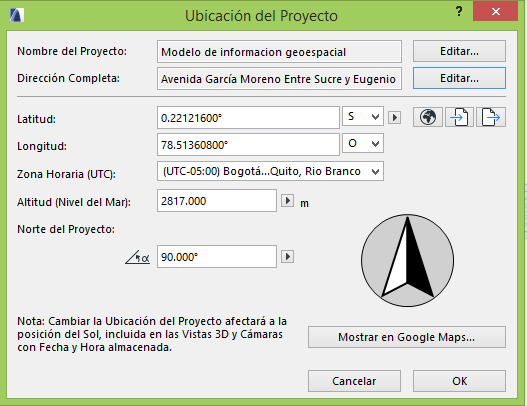 Ubicación del Proyecto
? ×
Nombre del Proyecto: Modelo de informacion geoespacial Editar...
Dirección Completa: Avenida García Moreno Entre Sucre y Eugenio Editar...
Latitud: 0.22121600° S
Longitud: 78.51360800° O
Zona Horaria (UTC): (UTC-05:00) Bogotá...Quito, Rio Branco
Altitud (Nivel del Mar): 2817.000 m
Norte del Proyecto:
α 90.000°
Nota: Cambiar la Ubicación del Proyecto afectará a la
posición del Sol, incluida en las Vistas 3D y Cámaras
con Fecha y Hora almacenada.
Mostrar en Google Maps...
Cancelar OK